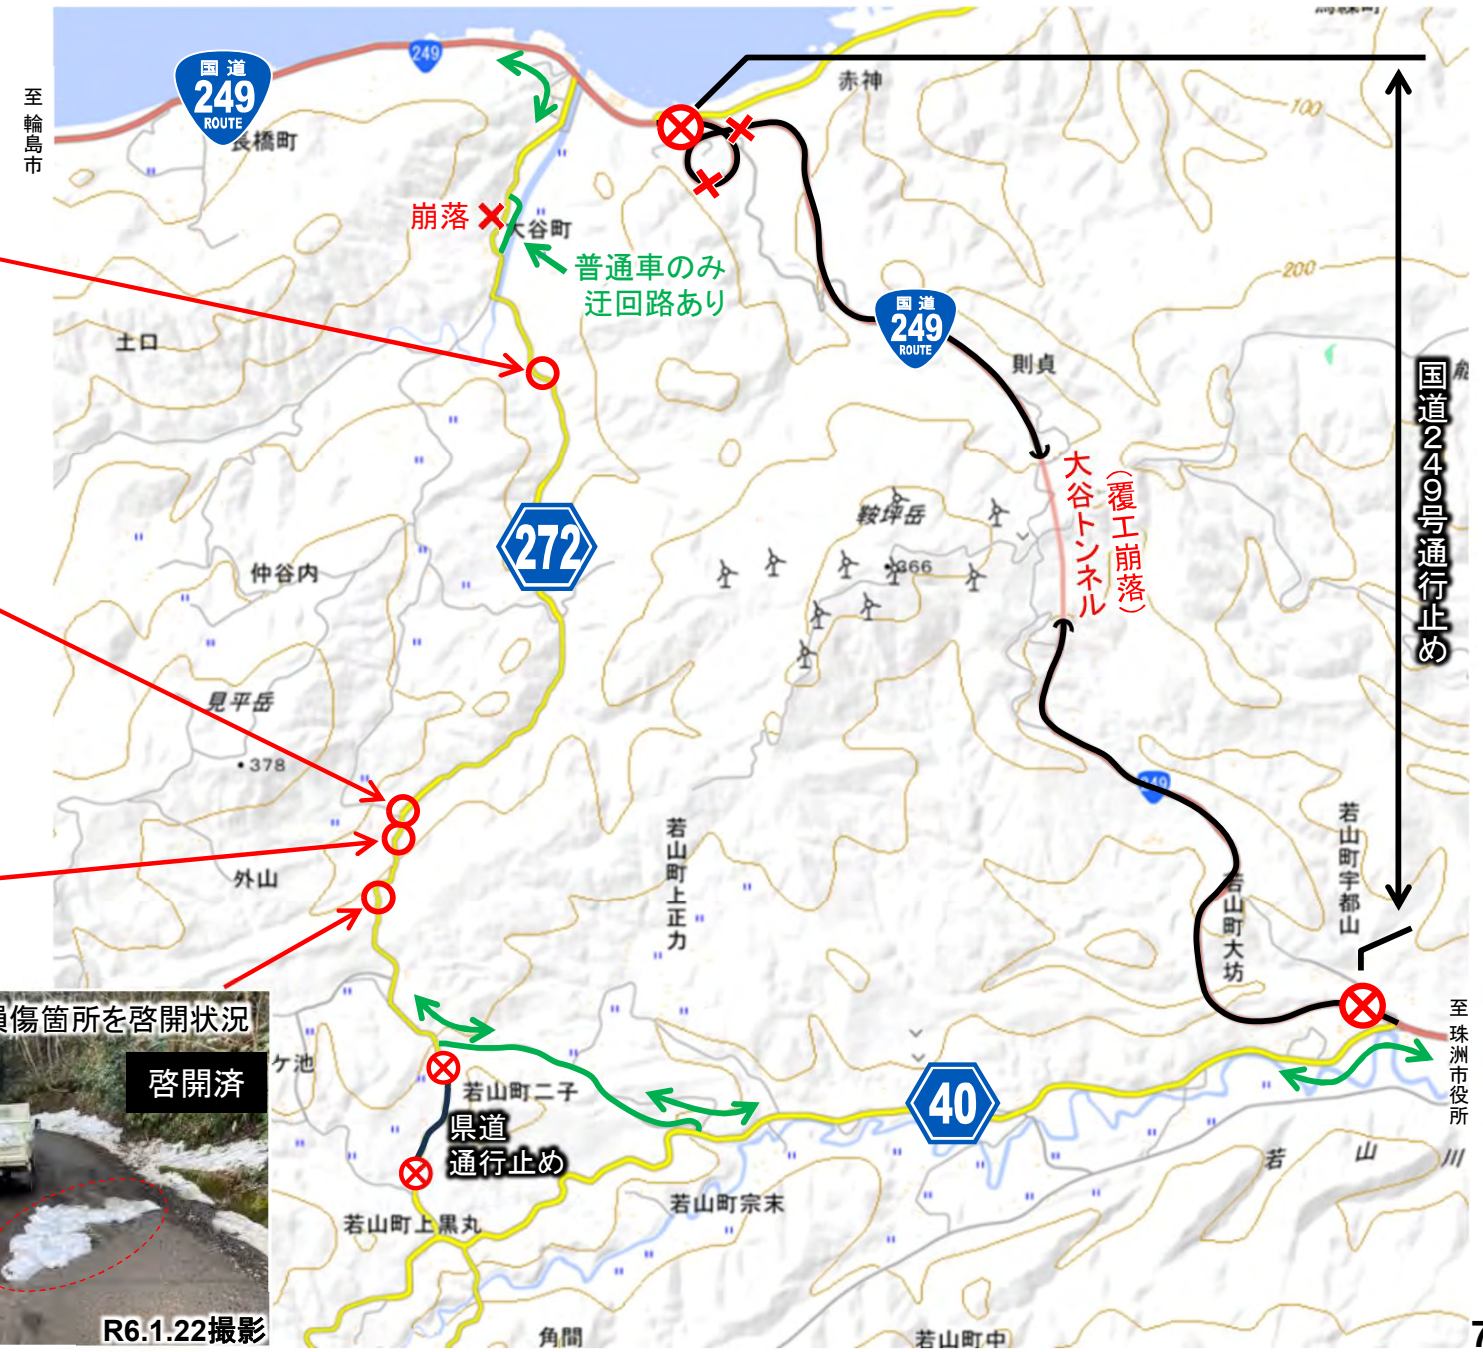 249
国道
249
ROUTE
至 輪島市
長橋町
赤神
100
崩落
大谷町
普通車のみ
迂回路あり
200
国道
249
ROUTE
土口
則貞
国道249号通行止め
大谷トンネル
(覆工崩落)
鞍坪岳
366
272
仲谷内
見平岳
378
若山町上正力
若山町宇都山
外山
若山町大坊
傷箇所を啓開状況
啓開済
ケ池
若山町二子
県道
通行止め
40
至 珠洲市役所
若山川
若山町宗末
若山町上黒丸
R6.1.22撮影
角間
若山町中
7